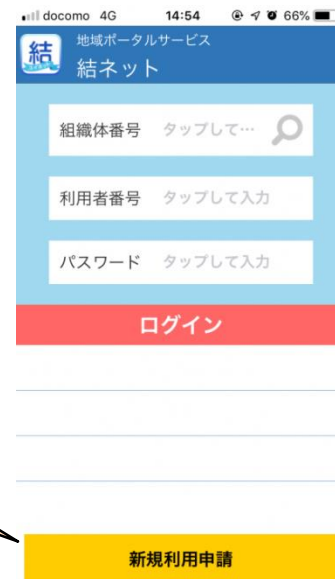 docomo 4G 14:54 66%
結
地域ポータルサービス
結ネット
組織体番号 タップして…
利用者番号 タップして入力
パスワード タップして入力
ログイン
新規利用申請